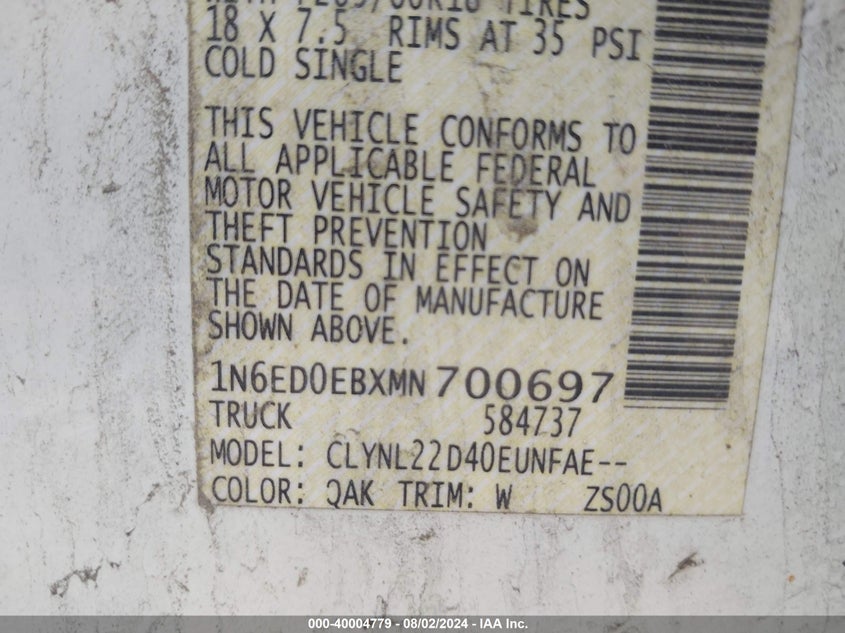 TIRES
18 X 7.5 RIMS AT 35 PSI
COLD SINGLE
THIS VEHICLE CONFORMS TO
ALL APPLICABLE FEDERAL
MOTOR VEHICLE SAFETY AND
THEFT PREVENTION
STANDARDS IN EFFECT ON
THE DATE OF MANUFACTURE
SHOWN ABOVE.
1N6ED0EBXMN700697
TRUCK 584737
MODEL: CLYNL22D40EUNFAE--
COLOR: QAK TRIM: W ZS00A
000-40004779 - 08/02/2024 - IAA Inc.